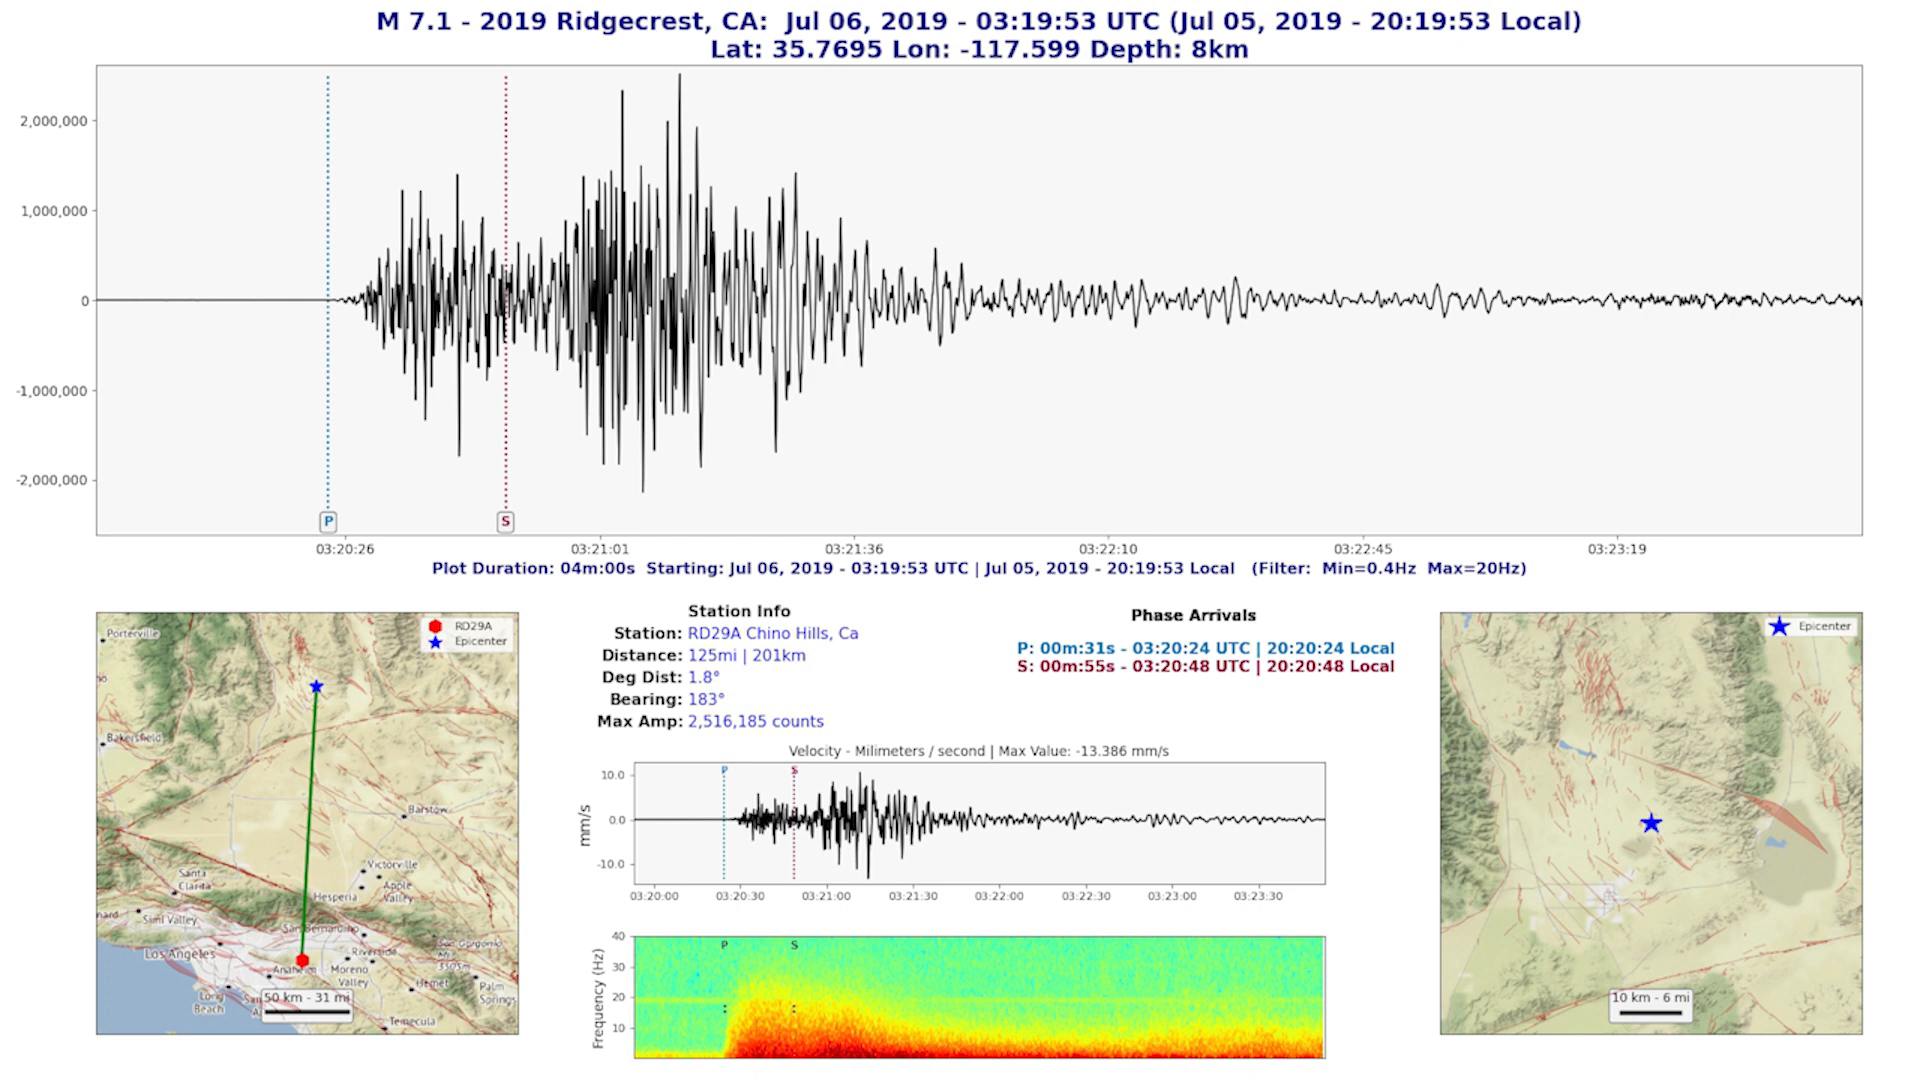 M 7.1 - 2019 Ridgecrest, CA:  Jul 06, 2019 - 03:19:53 UTC (Jul 05, 2019 - 20:19:53 Local)
Lat: 35.7695 Lon: -117.599 Depth: 8km
2,000,000
1,000,000
0
-1,000,000
-2,000,000
P
S
03:20:26
03:21:01
03:21:36
03:22:10
03:22:45
03:23:19
Plot Duration: 04m:00s  Starting: Jul 06, 2019 - 03:19:53 UTC | Jul 05, 2019 - 20:19:53 Local   (Filter:  Min=0.4Hz  Max=20Hz)
RD29A
Epicenter
Porterville
Bakersfield
Barstow
Victorville
Santa
Clarita
Apple
Valley
Hesperia
Simi Valley
San Bernardino
Los Angeles
Riverside
San Gorgonio
Anaheim
Moreno
Valley
Hemet
Palm
Springs
Long
Beach
50 km - 31 mi
Temecula
Station Info
Station: RD29A Chino Hills, Ca
Distance: 125mi | 201km
Deg Dist: 1.8°
Bearing: 183°
Max Amp: 2,516,185 counts
Phase Arrivals
P: 00m:31s - 03:20:24 UTC | 20:20:24 Local
S: 00m:55s - 03:20:48 UTC | 20:20:48 Local
Velocity - Milimeters / second | Max Value: -13.386 mm/s
P
S
mm/s
10.0
0.0
-10.0
03:20:00
03:20:30
03:21:00
03:21:30
03:22:00
03:22:30
03:23:00
03:23:30
P
S
Frequency (Hz)
40
30
20
10
Epicenter
10 km - 6 mi